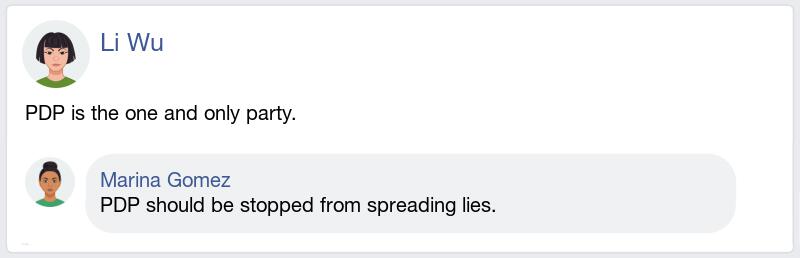 Li Wu
PDP is the one and only party.
Marina Gomez
PDP should be stopped from spreading lies.